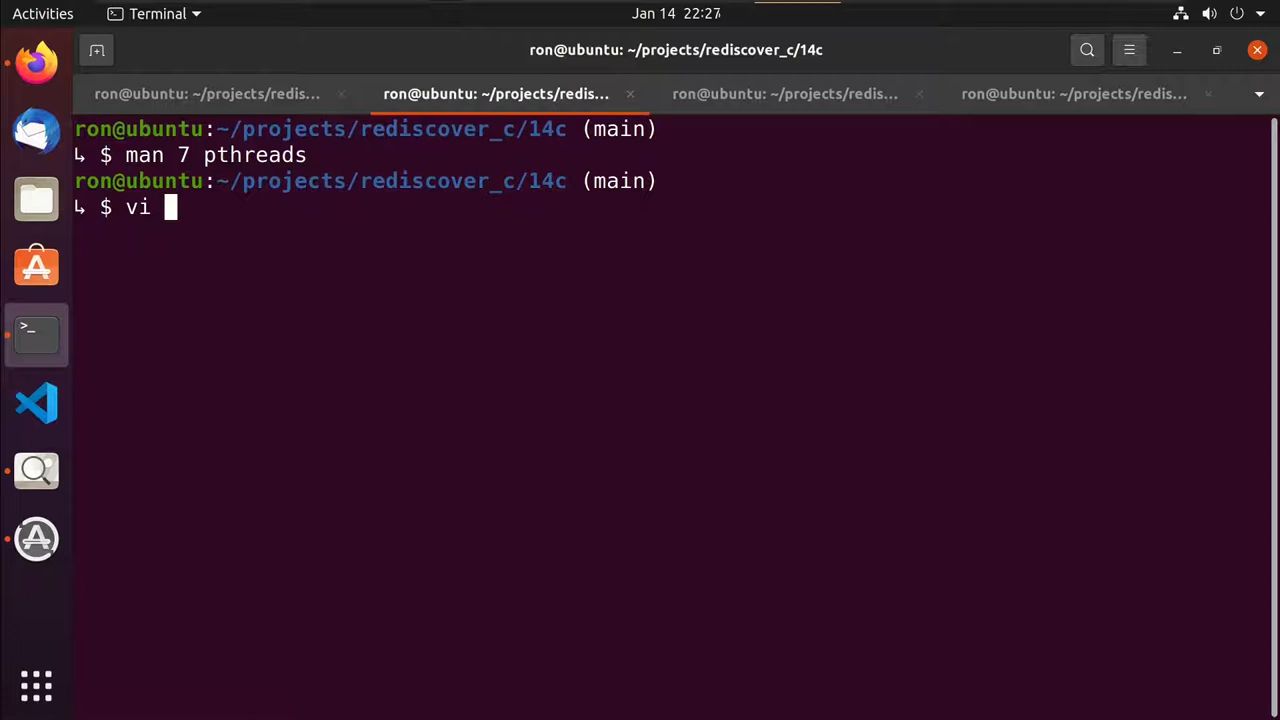 Activities Terminal Jan 14 22:27
ron@ubuntu: ~/projects/rediscover_c/14c
ron@ubuntu: ~/projects/redis... ron@ubuntu: ~/projects/redis... ron@ubuntu: ~/projects/redis... ron@ubuntu: ~/projects/redis...
ron@ubuntu:~/projects/rediscover_c/14c (main)
↳ $ man 7 pthreads
ron@ubuntu:~/projects/rediscover_c/14c (main)
↳ $ vi